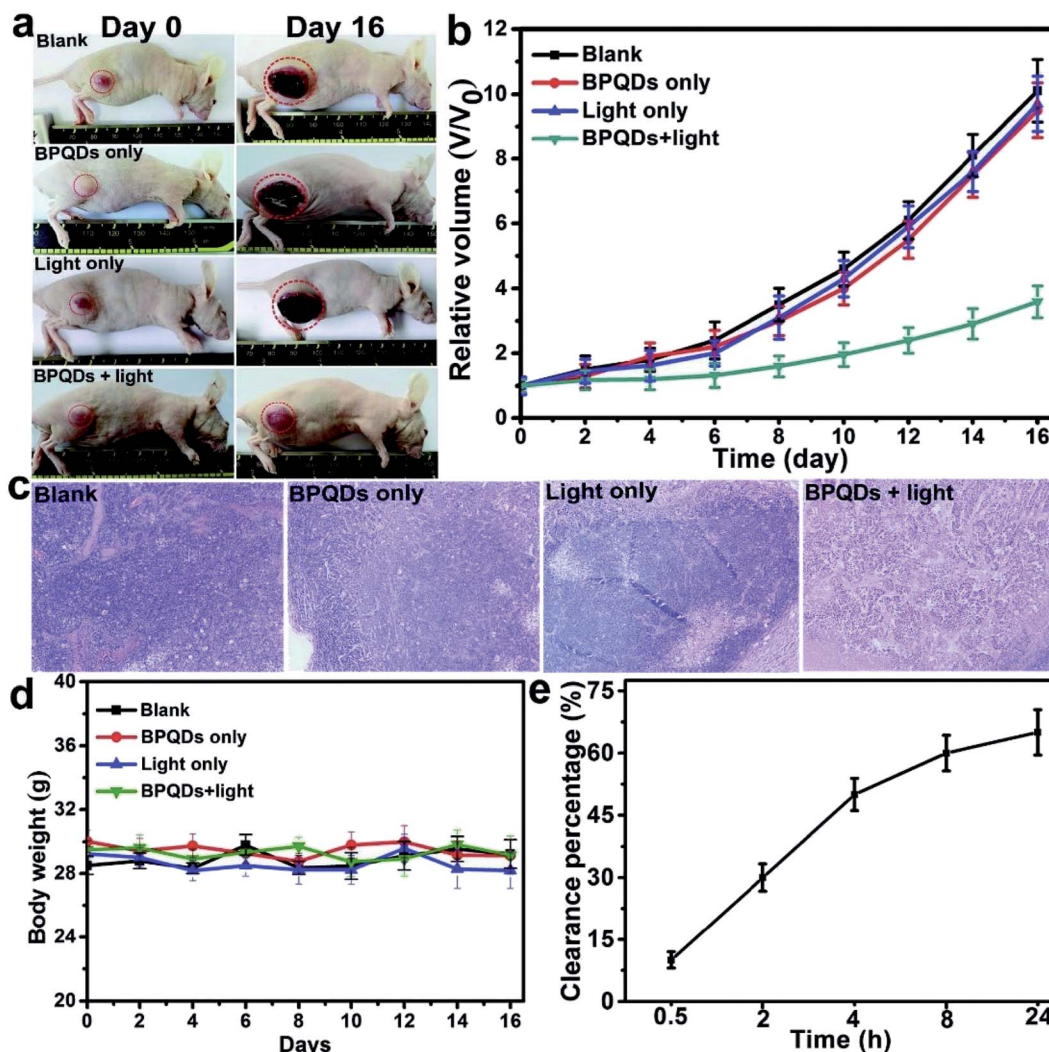 a
Day 0
Day 16
Blank
BPQDs only
Light only
BPQDs + light
b
Relative volume (V/V0)
12
10
8
6
4
2
0
Blank
BPQDs only
Light only
BPQDs+light
0 2 4 6 8 10 12 14 16
Time (day)
c
Blank
BPQDs only
Light only
BPQDs + light
d
Body weight (g)
40
36
32
28
24
20
Blank
BPQDs only
Light only
BPQDs+light
0 2 4 6 8 10 12 14 16
Days
e
Clearance percentage (%)
75
60
45
30
15
0
0.5 2 4 8 24
Time (h)